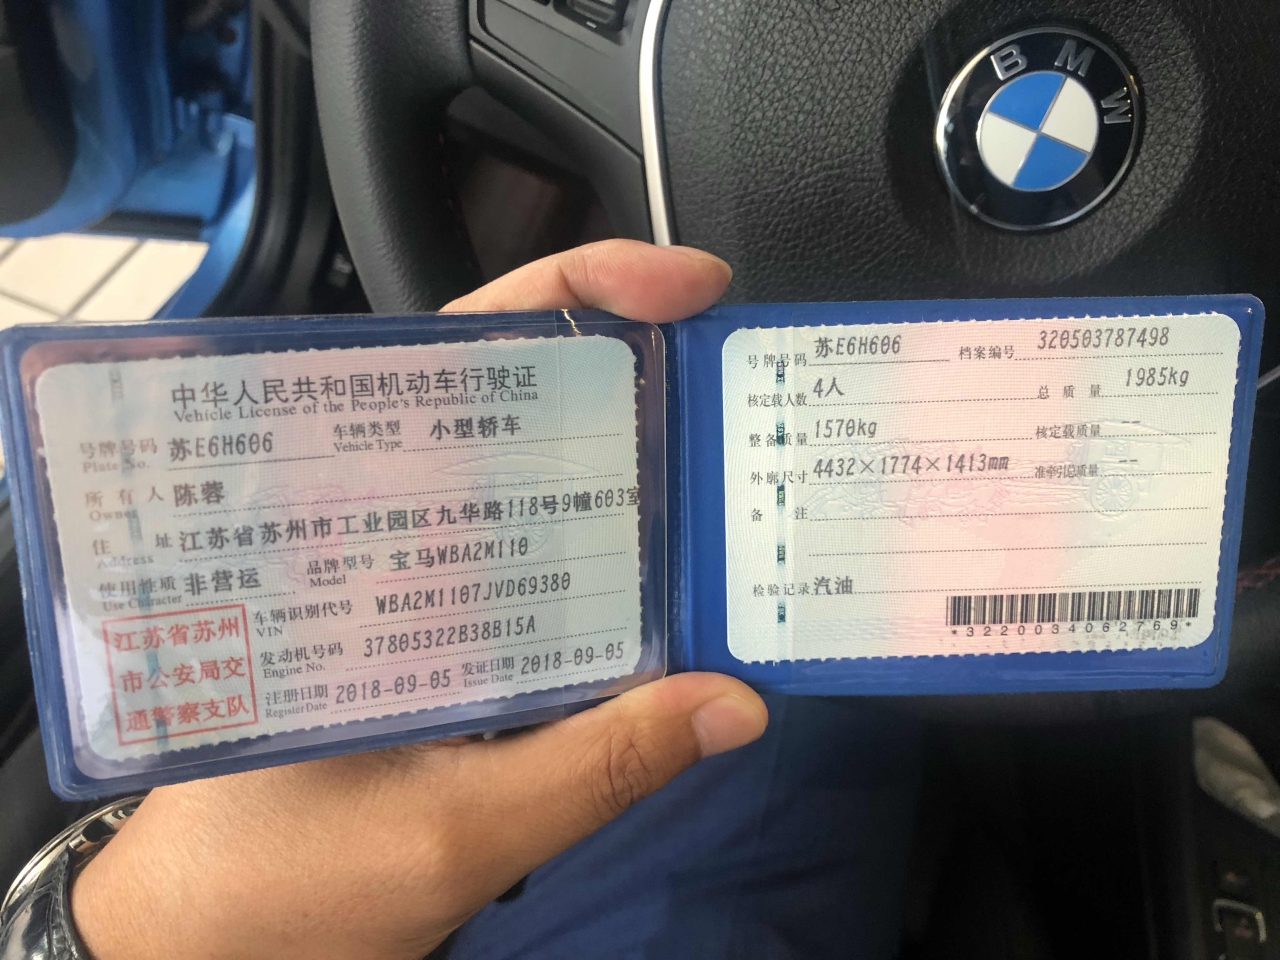 BMW
中华人民共和国机动车行驶证
Vehicle License of the People's Republic of China
号牌号码 苏E6H606 车辆类型 小型轿车
Plate No. Vehicle Type
所有人 陈蓉
Owner
住址 江苏省苏州市工业园区九华路118号9幢603室
Address
使用性质 非营运 品牌型号 宝马WBA2M110
Use Character Model
江苏省苏州
市公安局交
通警察支队
车辆识别代号 WBA2M1107JVD69380
VIN
发动机号码 37805322B38B15A
Engine No.
注册日期 2018-09-05 发证日期 2018-09-05
Register Date Issue Date
号牌号码 苏E6H606 档案编号 320503787498
核定载人数 4人 总质量 1985kg
整备质量 1570kg 核定载质量 --
外廓尺寸 4432×1774×1413mm 准牵引总质量 --
备注
检验记录 汽油
*3220034062769*